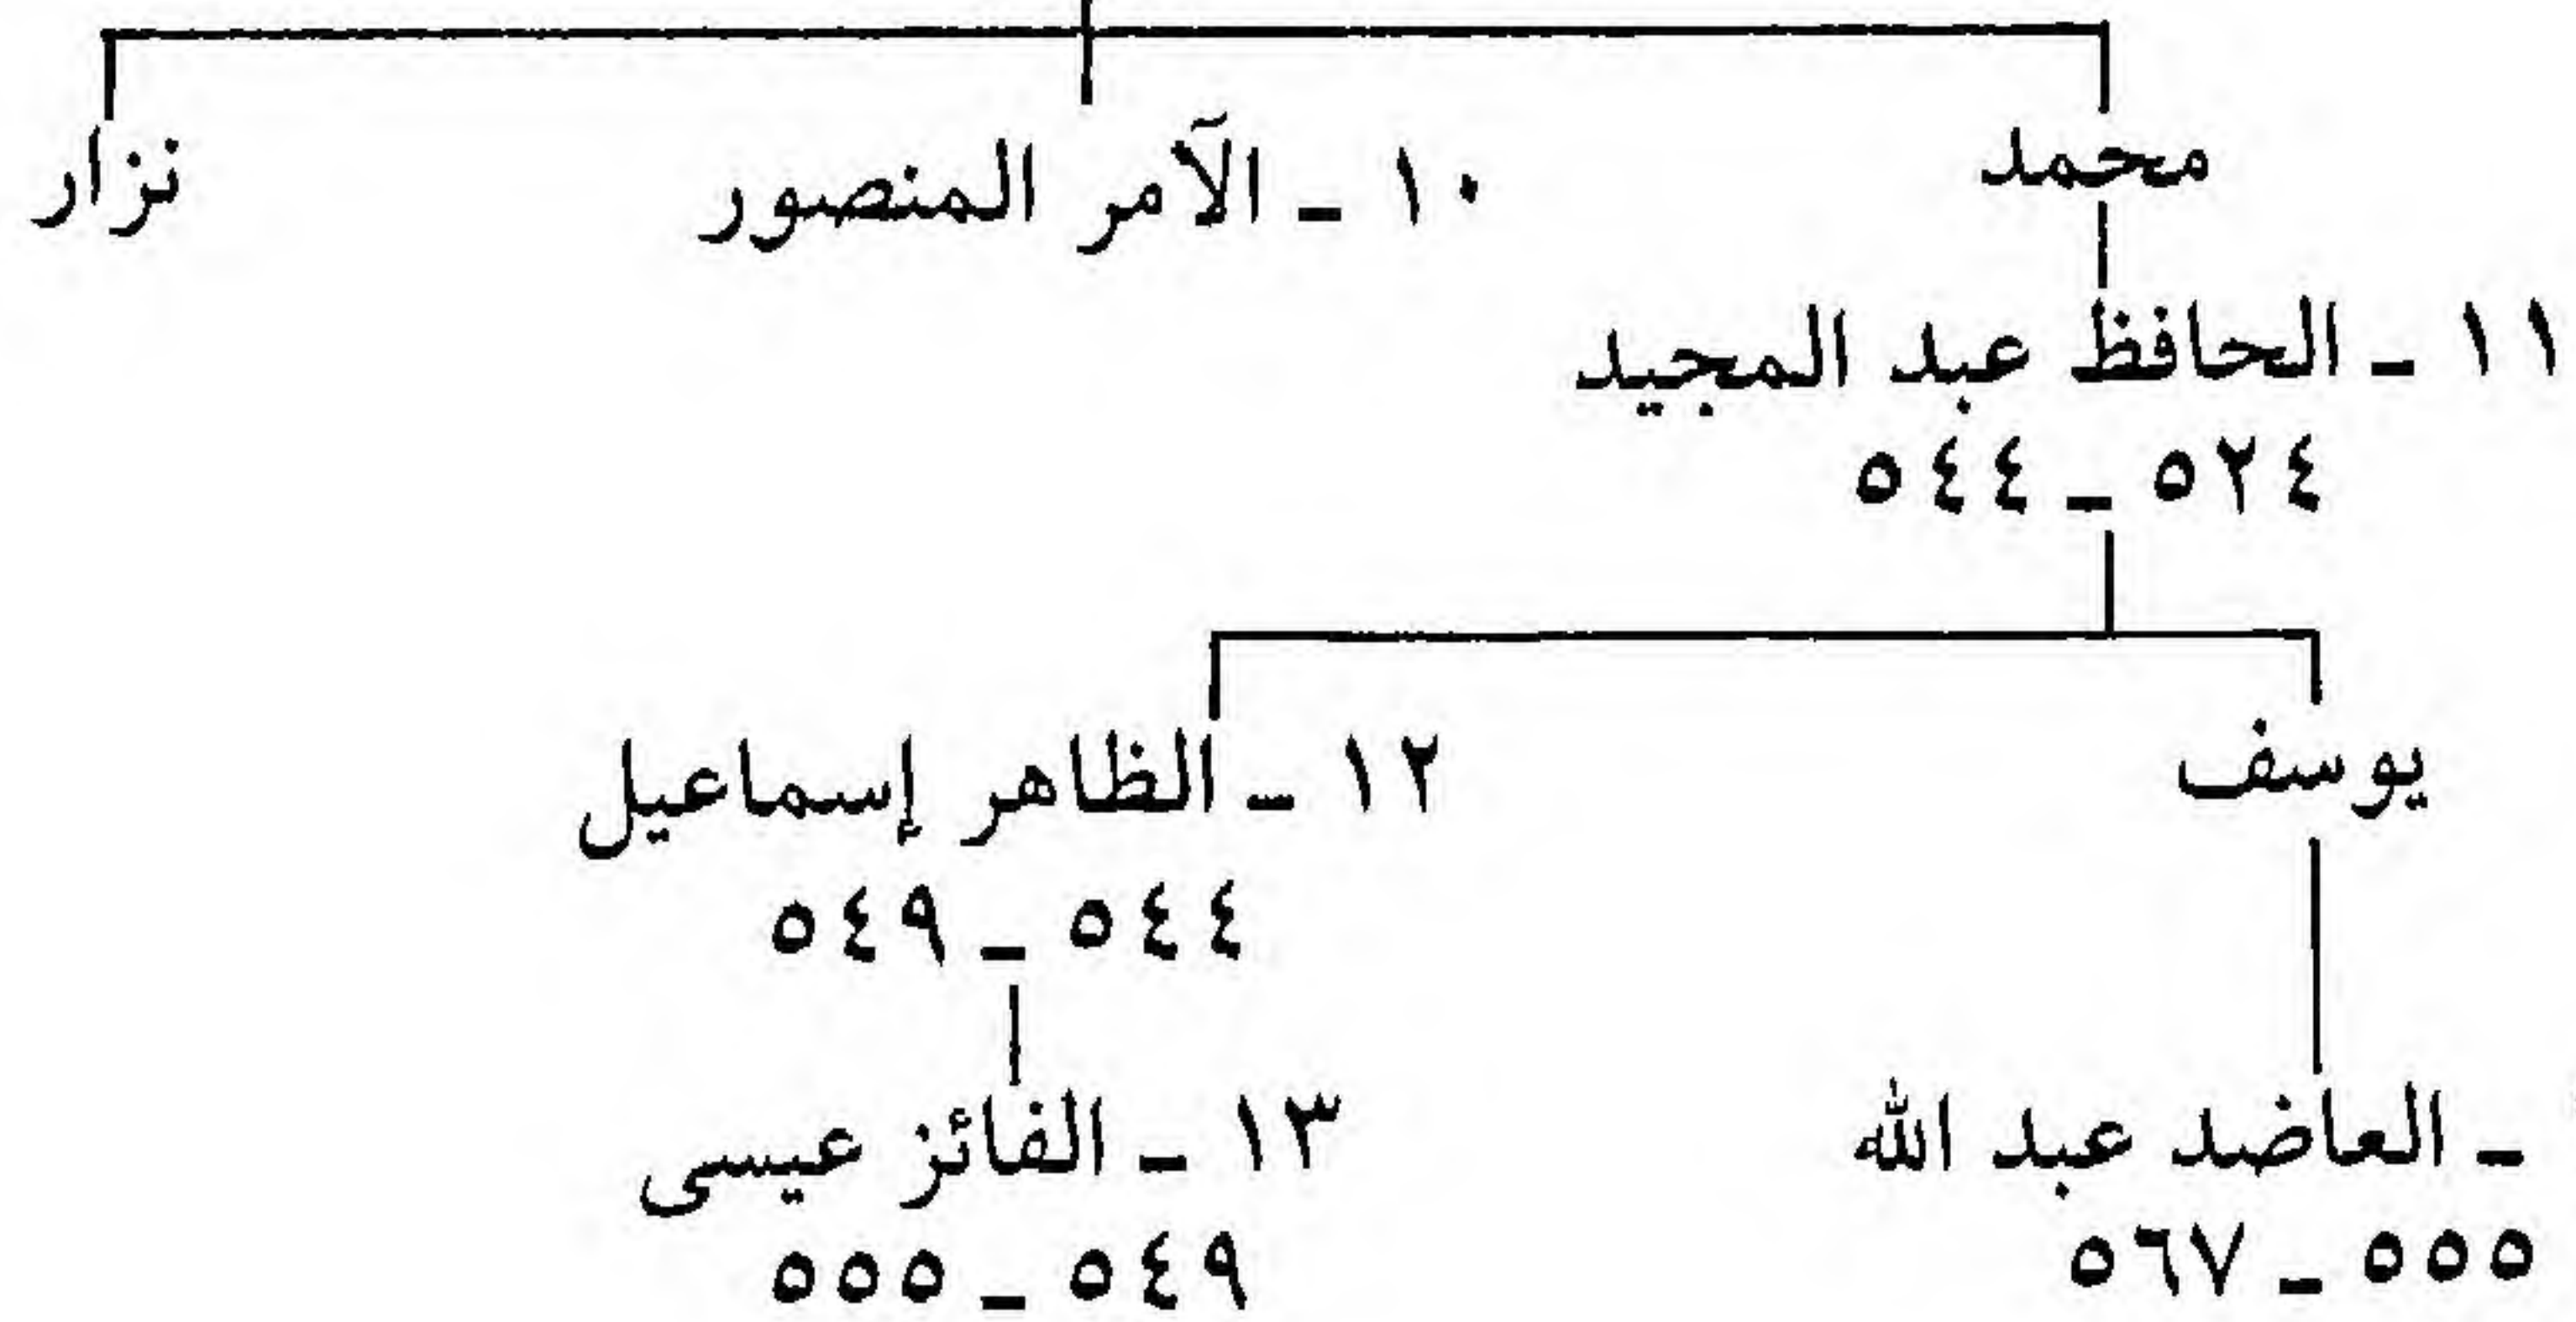 محمد
١٠ - الآمر المنصور
نزار
١١ - الحافظ عبد المجيد
٥٢٤ - ٥٤٤
يوسف
١٢ - الظاهر إسماعيل
٥٤٤ - ٥٤٩
- العاضد عبد الله
٥٥٥ - ٥٦٧
١٣ - الفائز عيسى
٥٤٩ - ٥٥٥